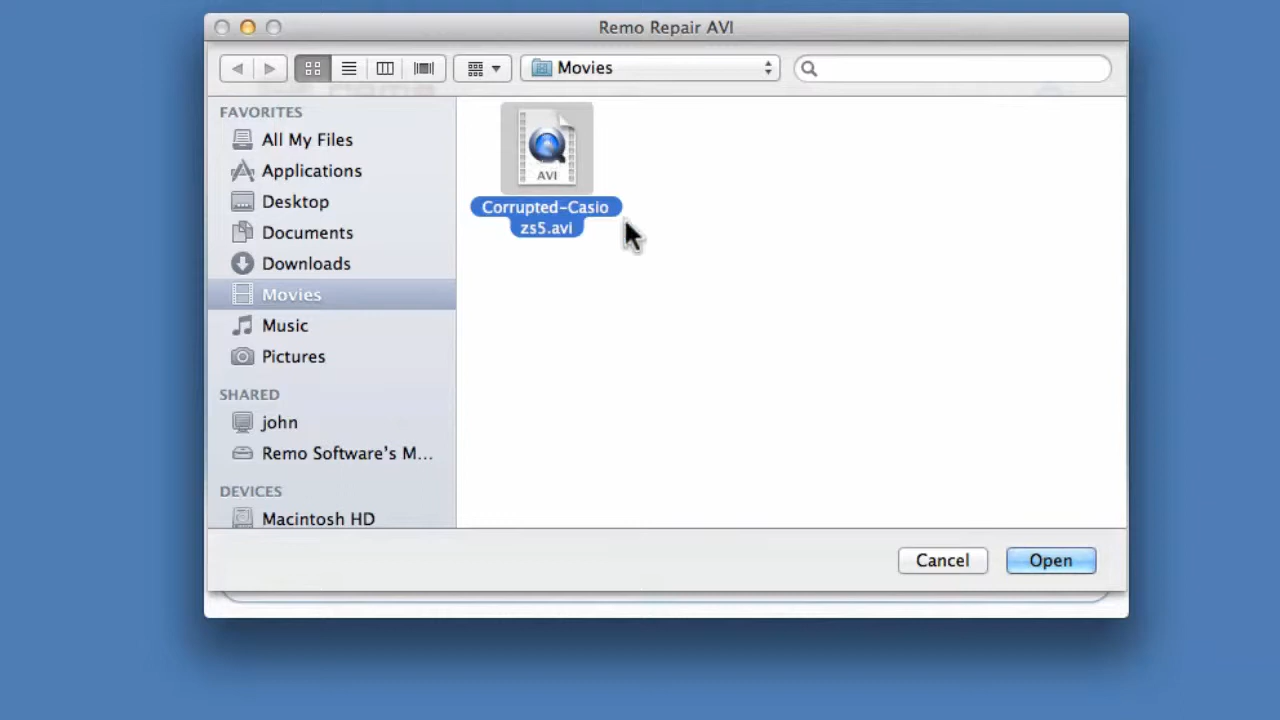 Remo Repair AVI
Movies
FAVORITES
All My Files
Applications
Desktop
Documents
Downloads
Movies
Music
Pictures
SHARED
john
Remo Software's M...
DEVICES
Macintosh HD
AVI
Corrupted-Casio
zs5.avi
Cancel
Open